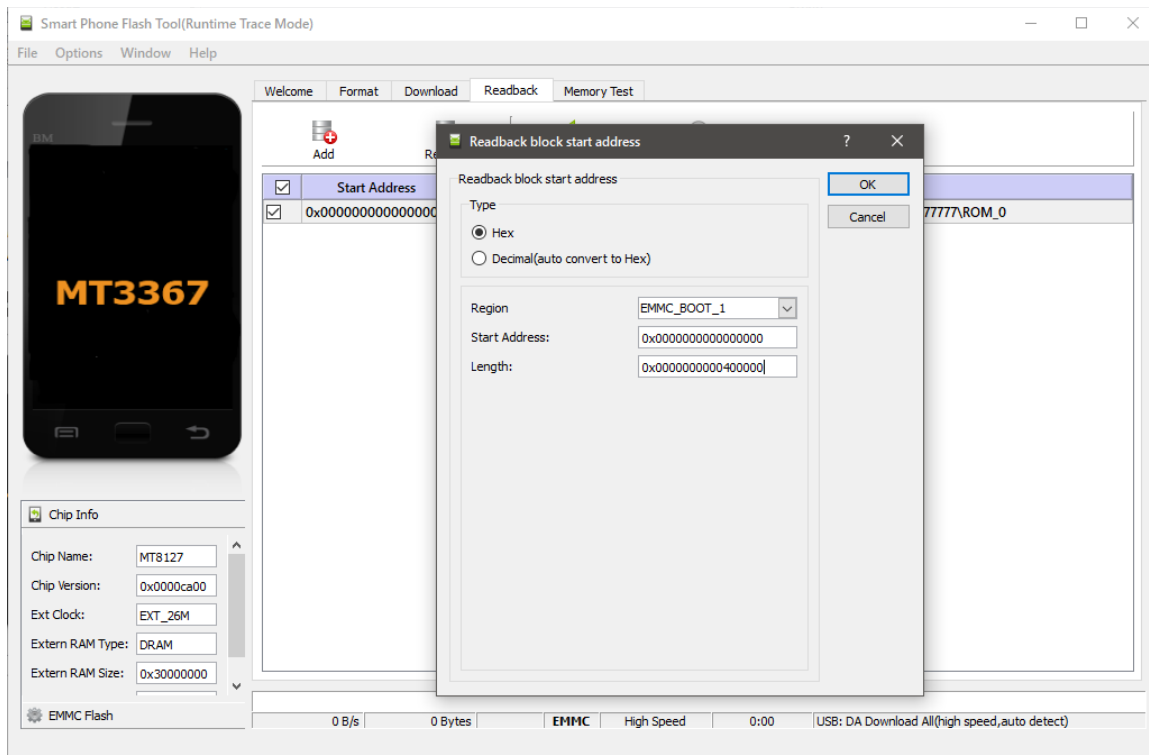 Smart Phone Flash Tool(Runtime Trace Mode)
File Options Window Help
BM
MT3367
Welcome Format Download Readback Memory Test
Add
Start Address
0x0000000000000000
77777\ROM_0
Readback block start address ?
Readback block start address
Type
Hex
Decimal(auto convert to Hex)
OK
Cancel
Region EMMC_BOOT_1
Start Address: 0x0000000000000000
Length: 0x0000000000400000
Chip Info
Chip Name: MT8127
Chip Version: 0x0000ca00
Ext Clock: EXT_26M
Extern RAM Type: DRAM
Extern RAM Size: 0x30000000
EMMC Flash
0 B/s 0 Bytes EMMC High Speed 0:00 USB: DA Download All(high speed,auto detect)